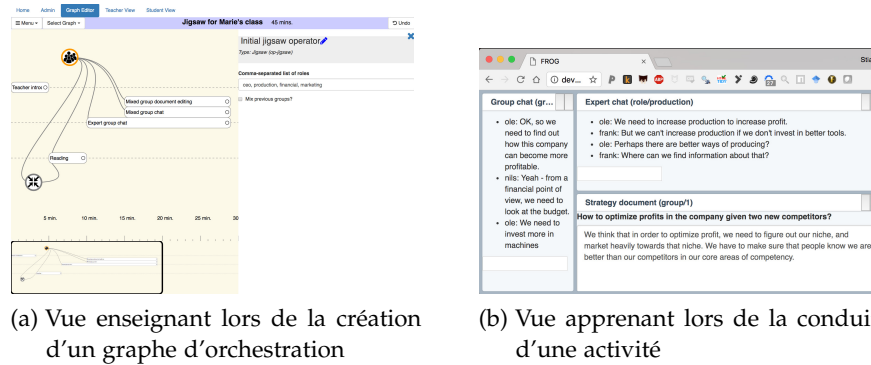 Home Admin Graph Editor Teacher View Student View
Menu Select Graph Jigsaw for Marie's class 45 mins. Undo
Initial jigsaw operator
Type: Jigsaw (op-jigsaw)
Comma-separated list of roles
ceo, production, financial, marketing
Mix previous groups?
Teacher intro
Mixed group document editing
Mixed group chat
Expert group chat
Reading
5 min. 10 min. 15 min. 20 min. 25 min. 30
FROG
Stia
dev...
27
Group chat (gr...
ole: OK, so we
need to find out
how this company
can become more
profitable.
nils: Yeah - from a
financial point of
view, we need to
look at the budget.
ole: We need to
invest more in
machines
Expert chat (role/production)
ole: We need to increase production to increase profit.
frank: But we can't increase production if we don't invest in better tools.
ole: Perhaps there are better ways of producing?
frank: Where can we find information about that?
Strategy document (group/1)
How to optimize profits in the company given two new competitors?
We think that in order to optimize profit, we need to figure out our niche, and
market heavily towards that niche. We have to make sure that people know we are
better than our competitors in our core areas of competency.
(a) Vue enseignant lors de la création
d'un graphe d'orchestration
(b) Vue apprenant lors de la condui
d'une activité